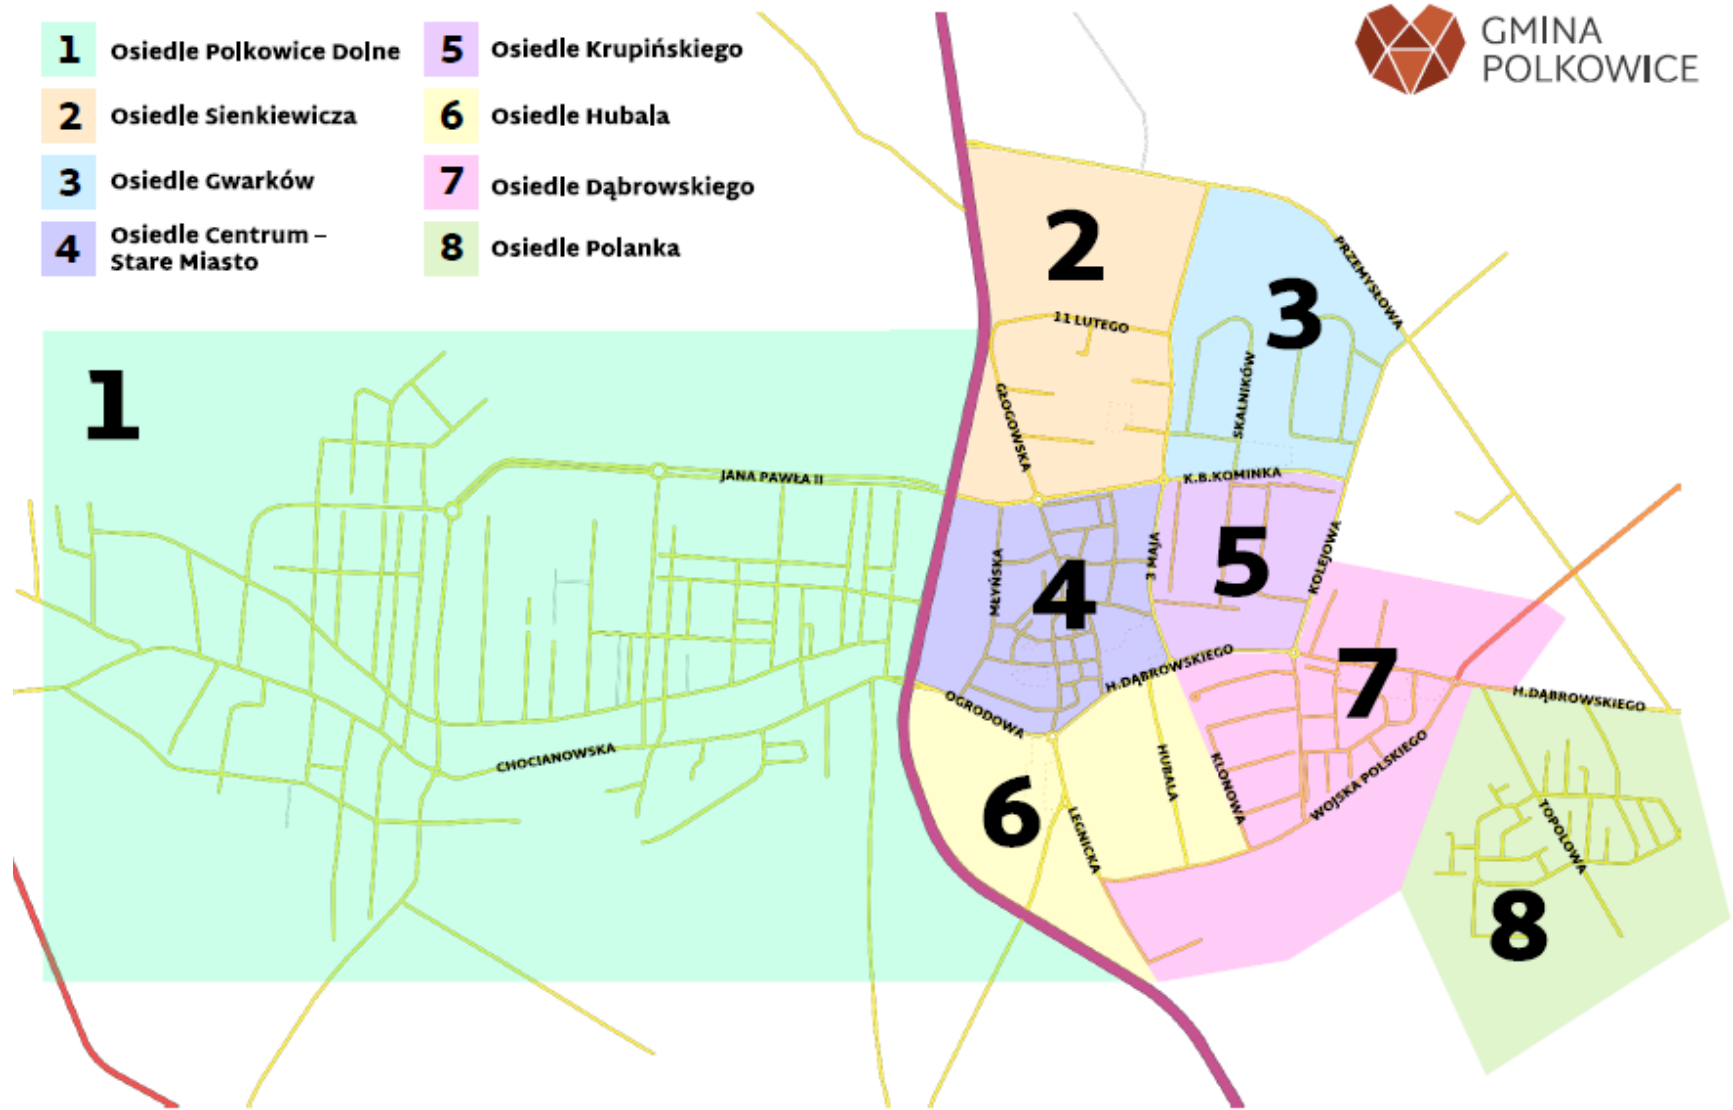 1 Osiedle Polkowice Dolne
2 Osiedle Sienkiewicza
3 Osiedle Gwarków
4 Osiedle Centrum –
Stare Miasto
5 Osiedle Krupińskiego
6 Osiedle Hubala
7 Osiedle Dąbrowskiego
8 Osiedle Polanka
GMINA
POLKOWICE
1
2
3
4
5
6
7
8
PRZEMYSŁOWA
11 LUTEGO
SKALNIKÓW
GŁOGOWSKA
JANA PAWŁA II
K.B.KOMINKA
3 MAJA
MŁYŃSKA
KOLEJOWA
H.DĄBROWSKIEGO
OGRODOWA
H.DĄBROWSKIEGO
CHOCIANOWSKA
HUBALA
KLONOWA
WOJSKA POLSKIEGO
LEGNICKA
TOPOLOWA